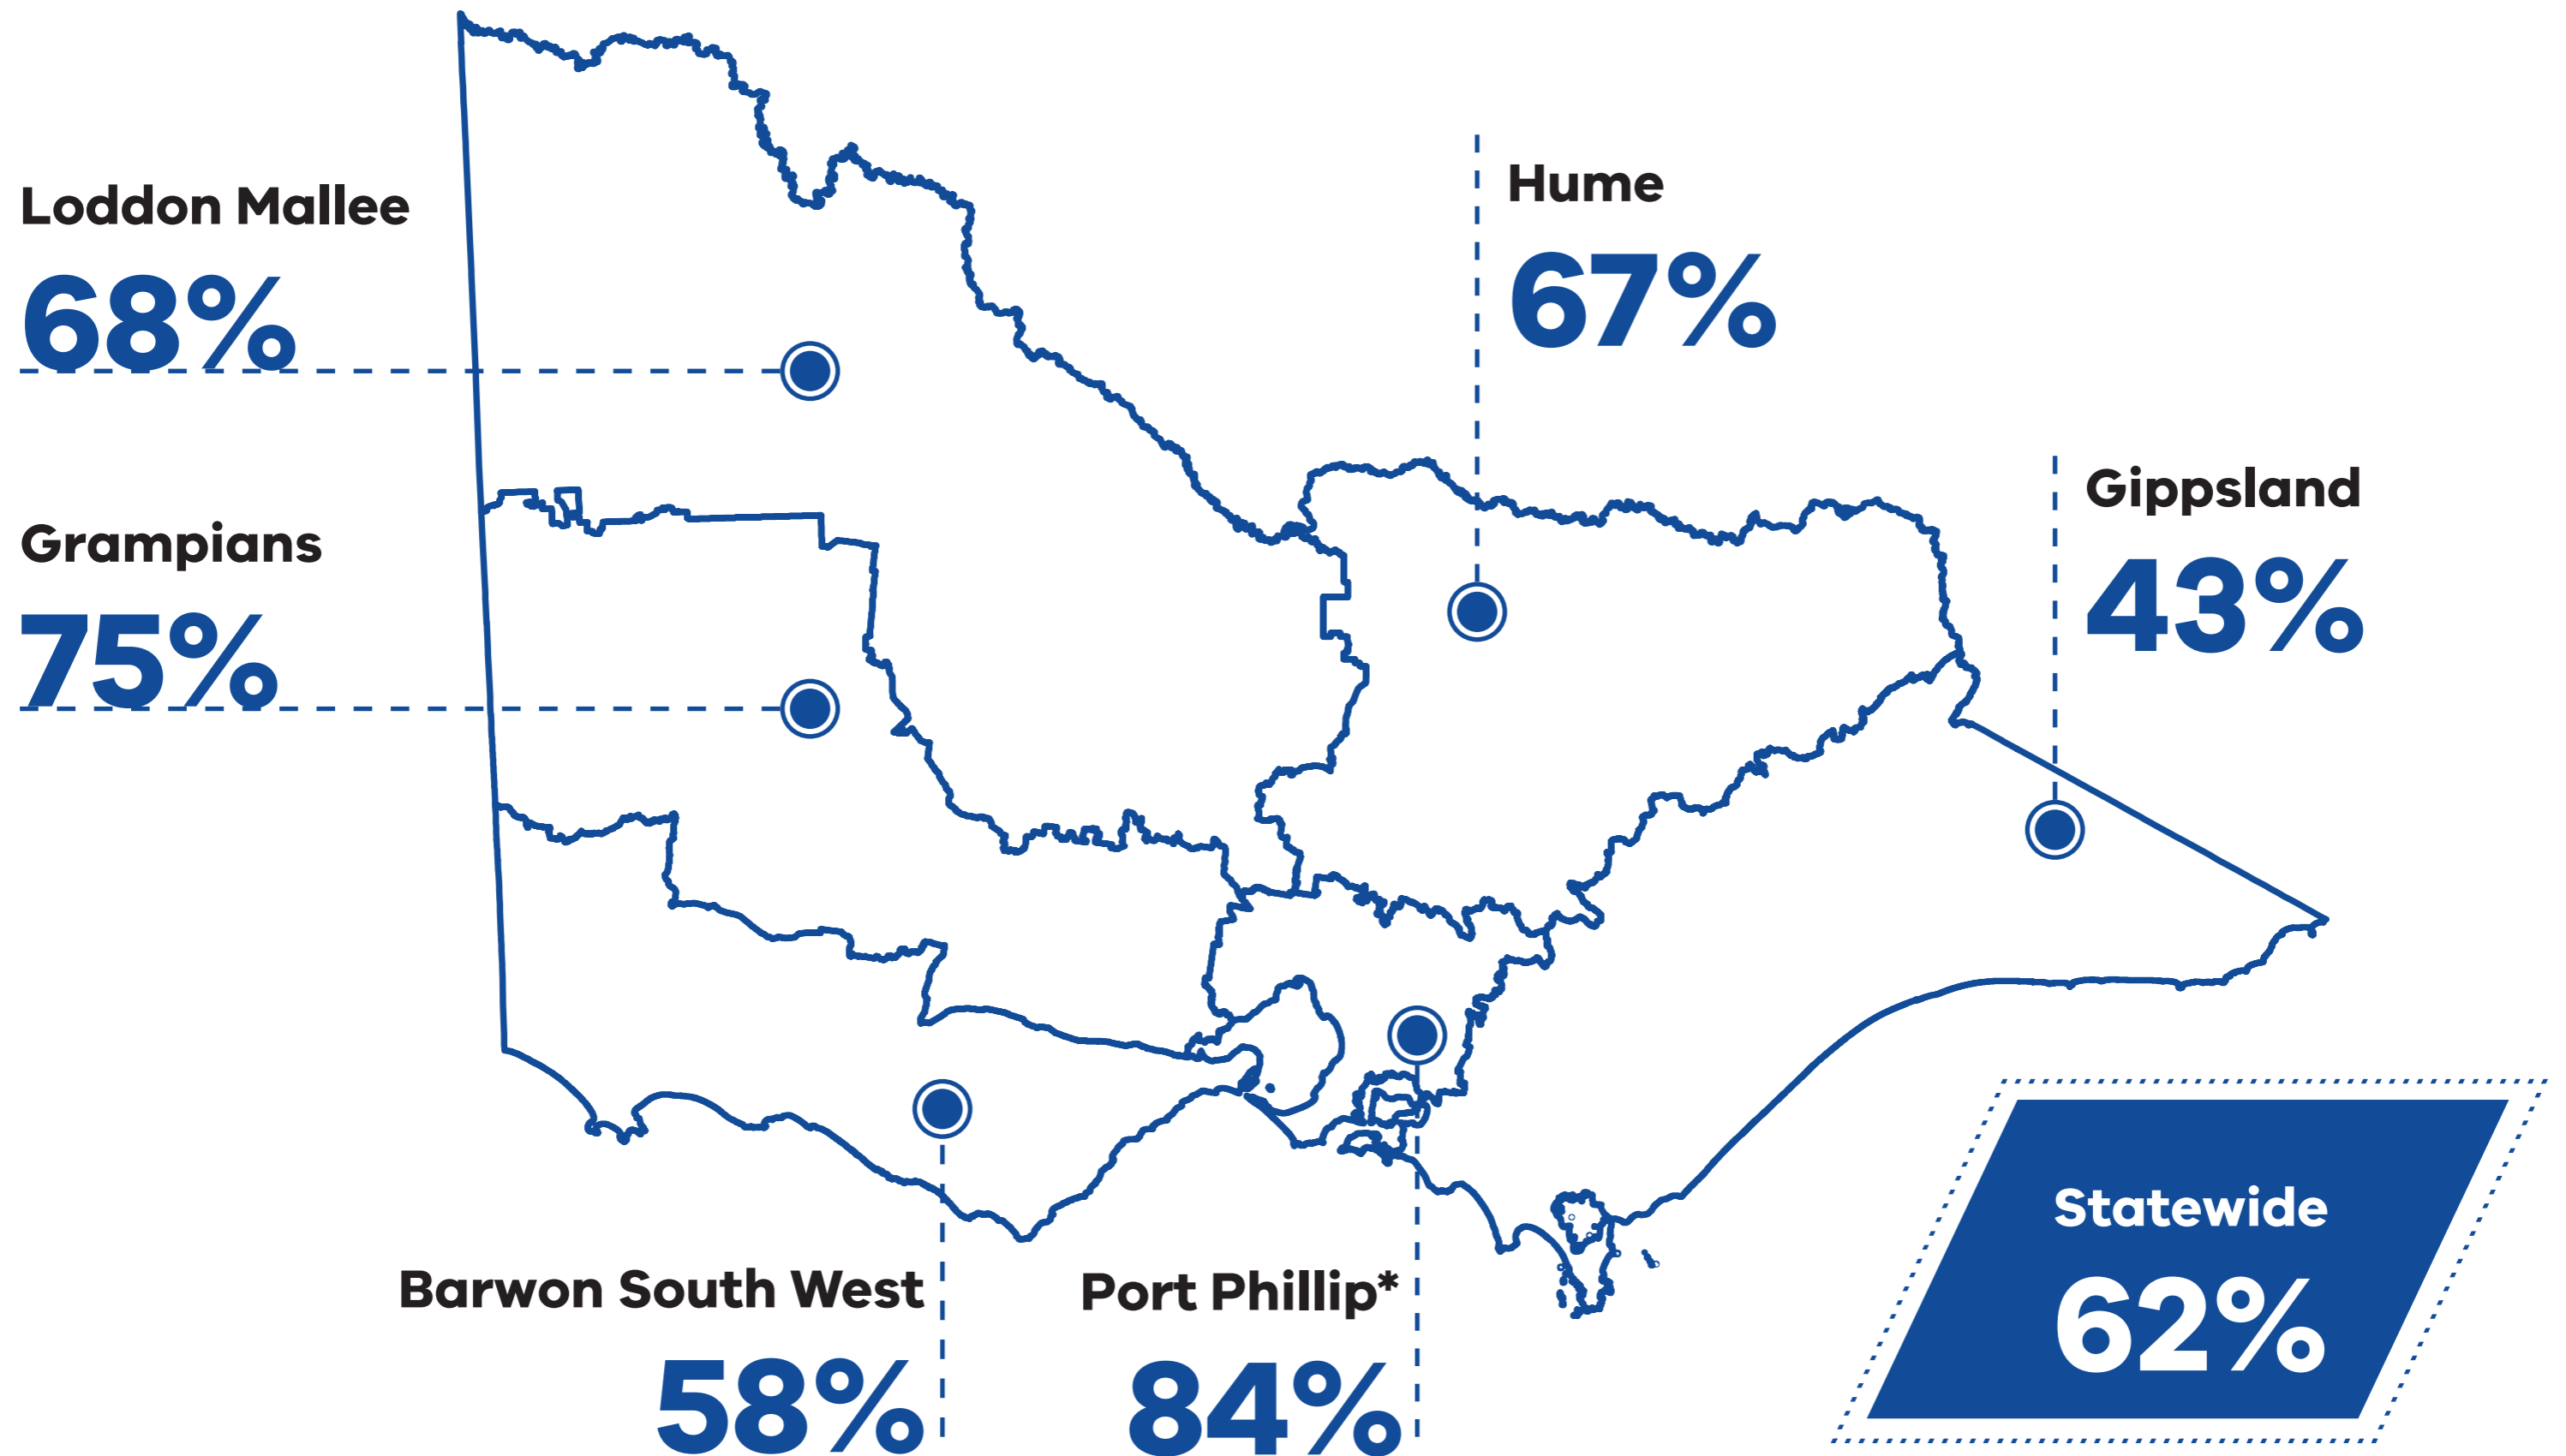 Loddon Mallee
68%
Grampians
75%
Hume
67%
Gippsland
43%
Barwon South West
58%
Port Phillip*
84%
Statewide
62%